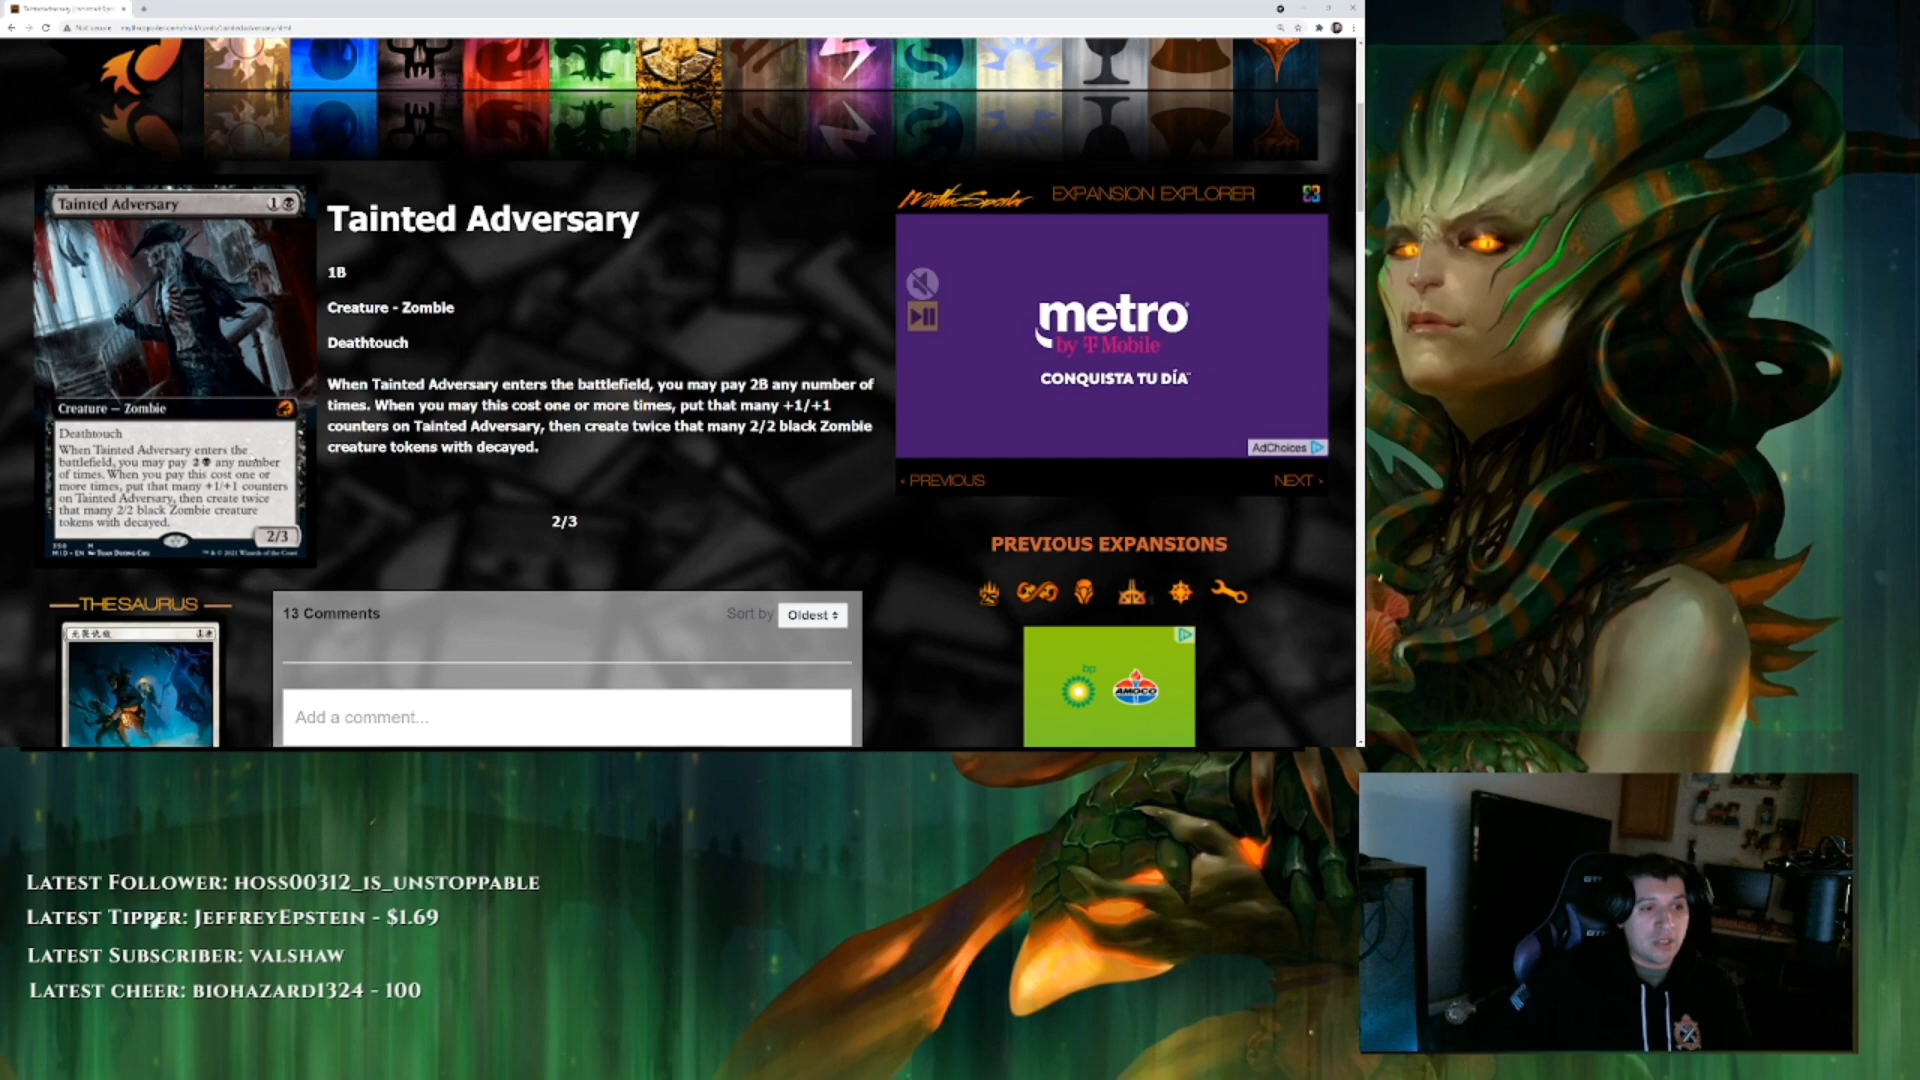 Not secure
Tainted Adversary 1
Creature — Zombie
Deathtouch
When Tainted Adversary enters the
battlefield, you may pay 2 any number
of times. When you pay this cost one or
more times, put that many +1/+1 counters
on Tainted Adversary, then create twice
that many 2/2 black Zombie creature
tokens with decayed.
2/3
Tainted Adversary
1B
Creature - Zombie
Deathtouch
When Tainted Adversary enters the battlefield, you may pay 2B any number of
times. When you may this cost one or more times, put that many +1/+1
counters on Tainted Adversary, then create twice that many 2/2 black Zombie
creature tokens with decayed.
2/3
MythicSpoiler EXPANSION EXPLORER
metro
by T Mobile
CONQUISTA TU DÍA
AdChoices
‹ PREVIOUS
NEXT ›
PREVIOUS EXPANSIONS
bp
AMOCO
THESAURUS
13 Comments
Sort by Oldest
Add a comment...
Latest Follower: hoss00312_is_unstoppable
Latest Tipper: JeffreyEpstein - $1.69
Latest Subscriber: valshaw
Latest cheer: biohazard1324 - 100